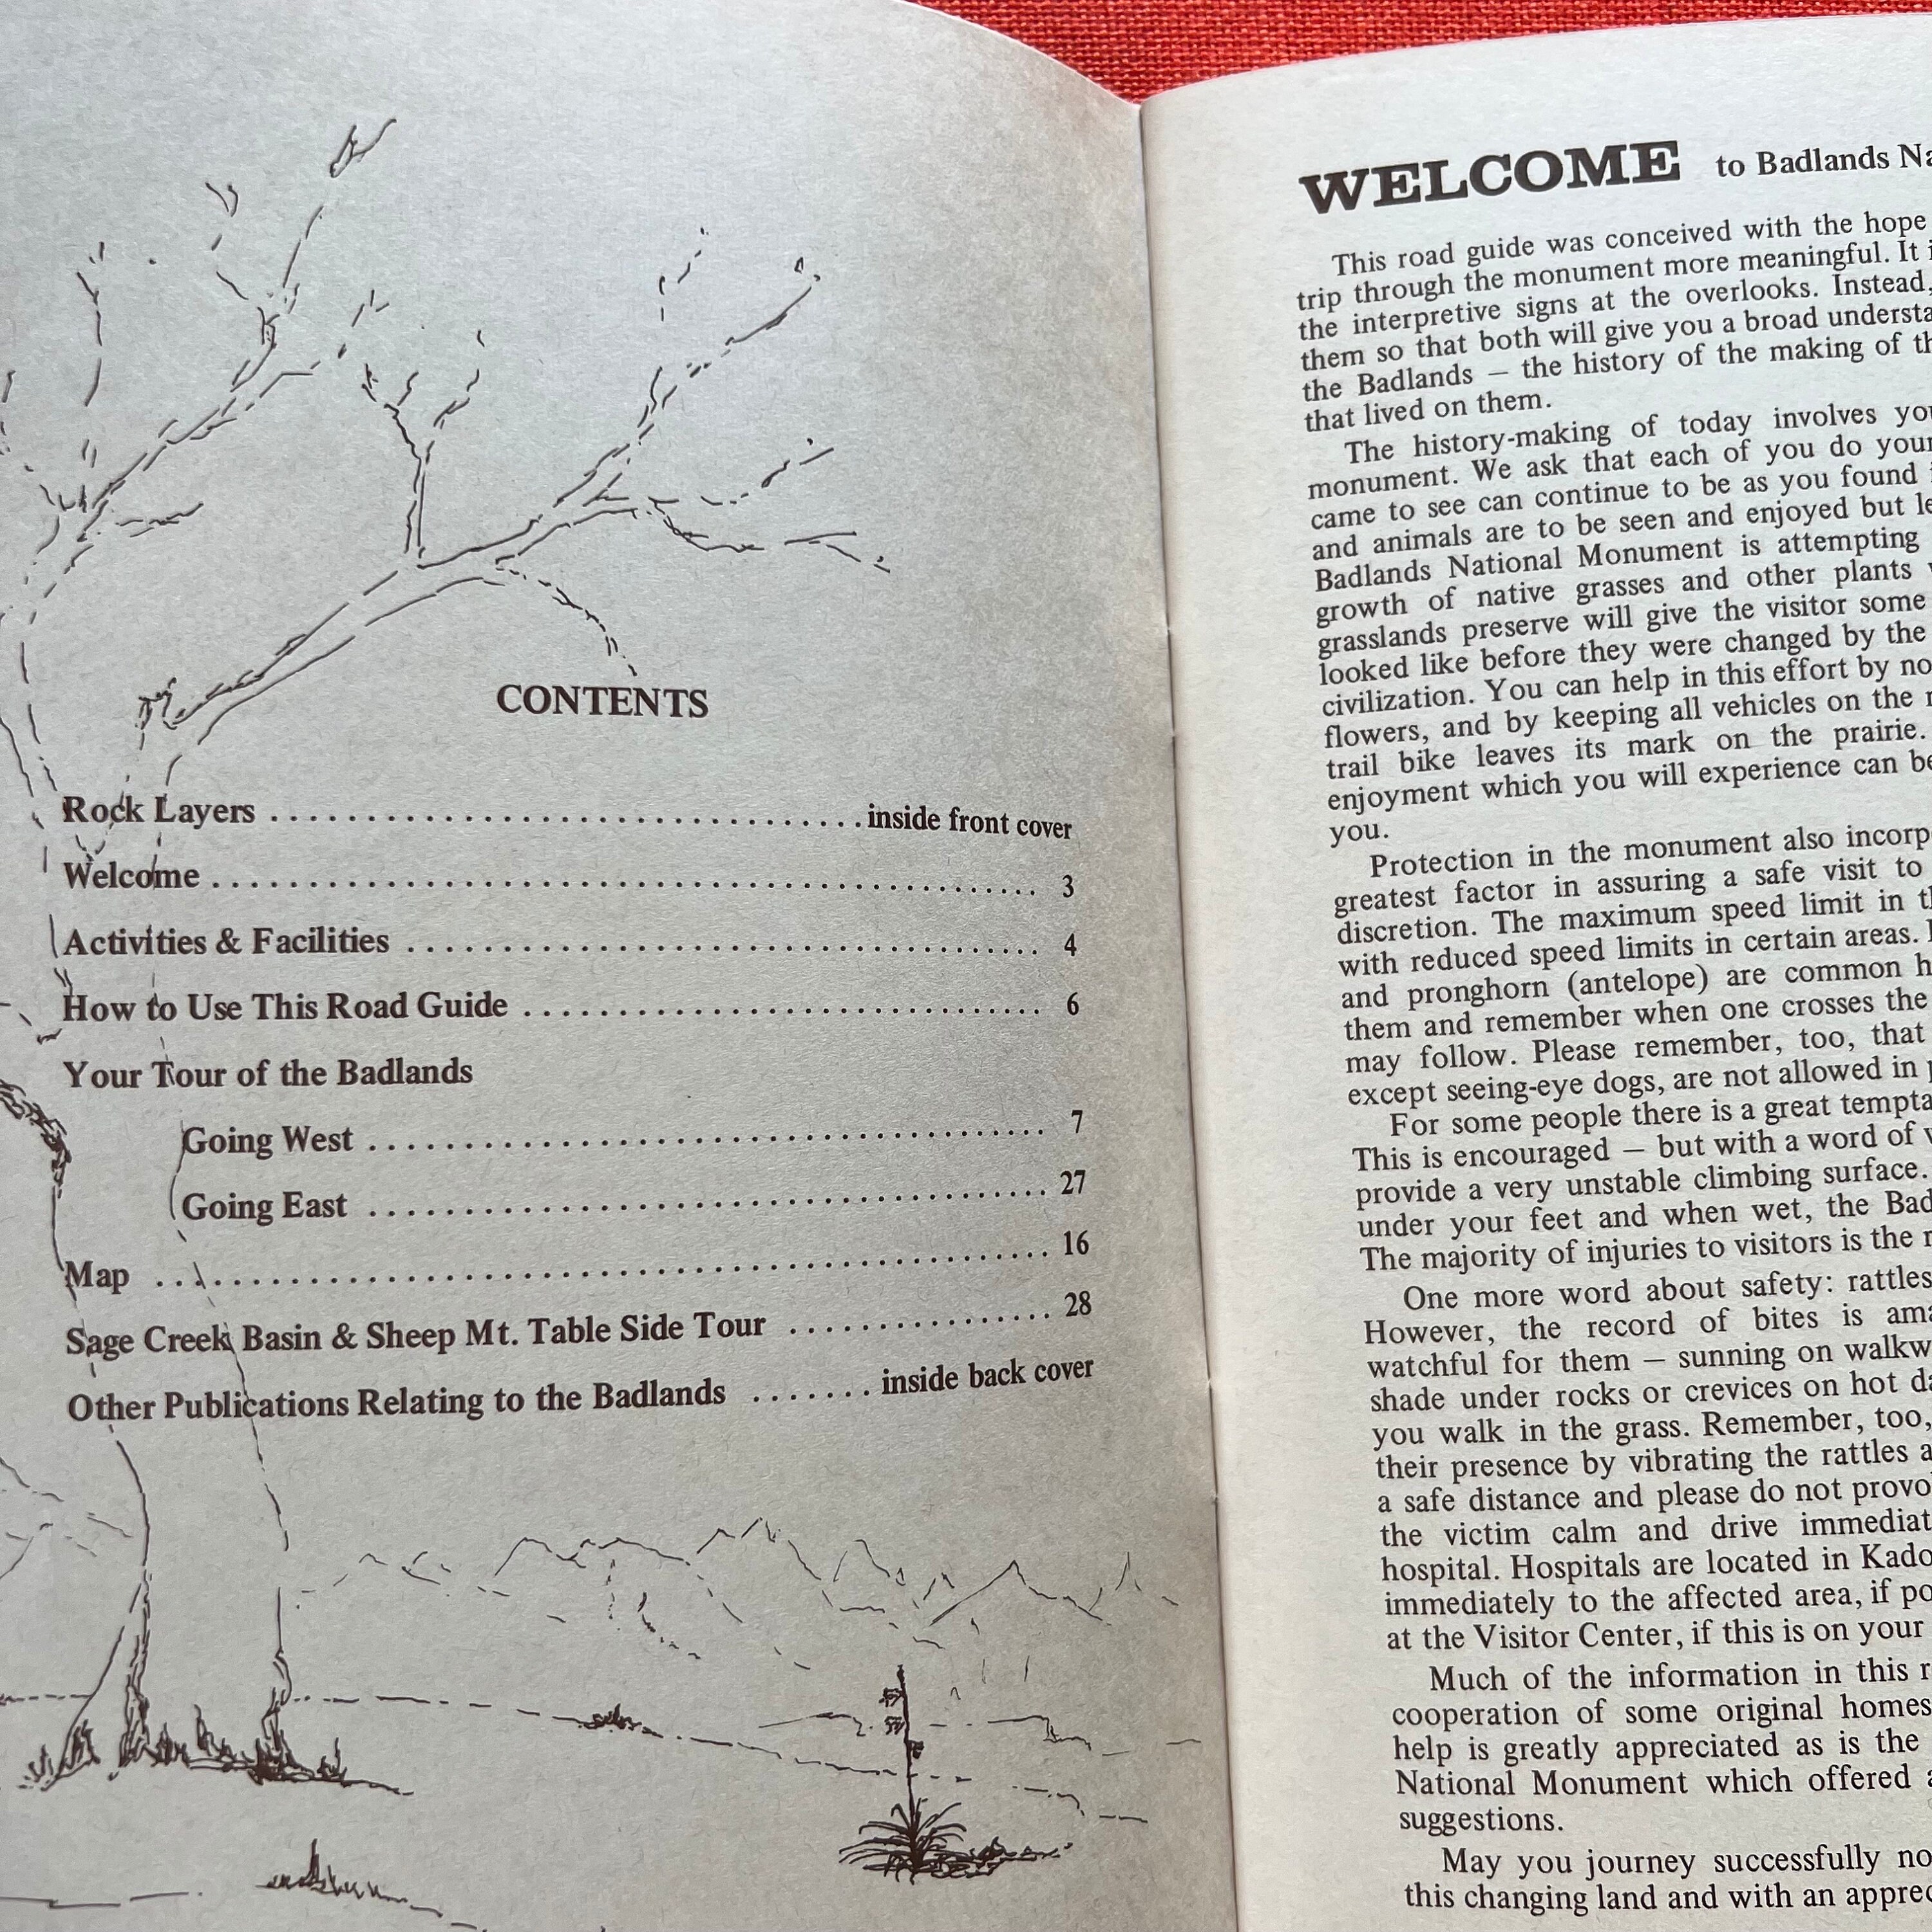 CONTENTS
Rock Layers ................................ inside front cover
Welcome ................................ 3
Activities & Facilities ................................ 4
How to Use This Road Guide ................................ 6
Your Tour of the Badlands
Going West ................................ 7
Going East ................................ 27
Map ................................ 16
Sage Creek Basin & Sheep Mt. Table Side Tour .............. 28
Other Publications Relating to the Badlands ....... inside back cover
WELCOME to Badlands
This road guide was conceived with the hope
trip through the monument more meaningful. It
the interpretive signs at the overlooks. Instead,
them so that both will give you a broad
the Badlands — the history of the making of
that lived on them.
The history-making of today involves
monument. We ask that each of you do
came to see can continue to be as you found
and animals are to be seen and enjoyed but
Badlands National Monument is attempting
growth of native grasses and other plants
grasslands preserve will give the visitor some
looked like before they were changed by the
civilization. You can help in this effort by
flowers, and by keeping all vehicles on the
trail bike leaves its mark on the prairie.
enjoyment which you will experience can
you.
Protection in the monument also
greatest factor in assuring a safe visit to
discretion. The maximum speed limit in
with reduced speed limits in certain areas.
and pronghorn (antelope) are common
them and remember when one crosses the
may follow. Please remember, too, that
except seeing-eye dogs, are not allowed in
For some people there is a great
This is encouraged — but with a word of
provide a very unstable climbing surface.
under your feet and when wet, the
The majority of injuries to visitors is the
One more word about safety:
However, the record of bites is
watchful for them — sunning on
shade under rocks or crevices on hot
you walk in the grass. Remember, too,
their presence by vibrating the rattles
a safe distance and please do not
the victim calm and drive
hospital. Hospitals are located in
immediately to the affected area, if
at the Visitor Center, if this is on your
Much of the information in this
cooperation of some original
help is greatly appreciated as is the
National Monument which offered
suggestions.
May you journey successfully
this changing land and with an